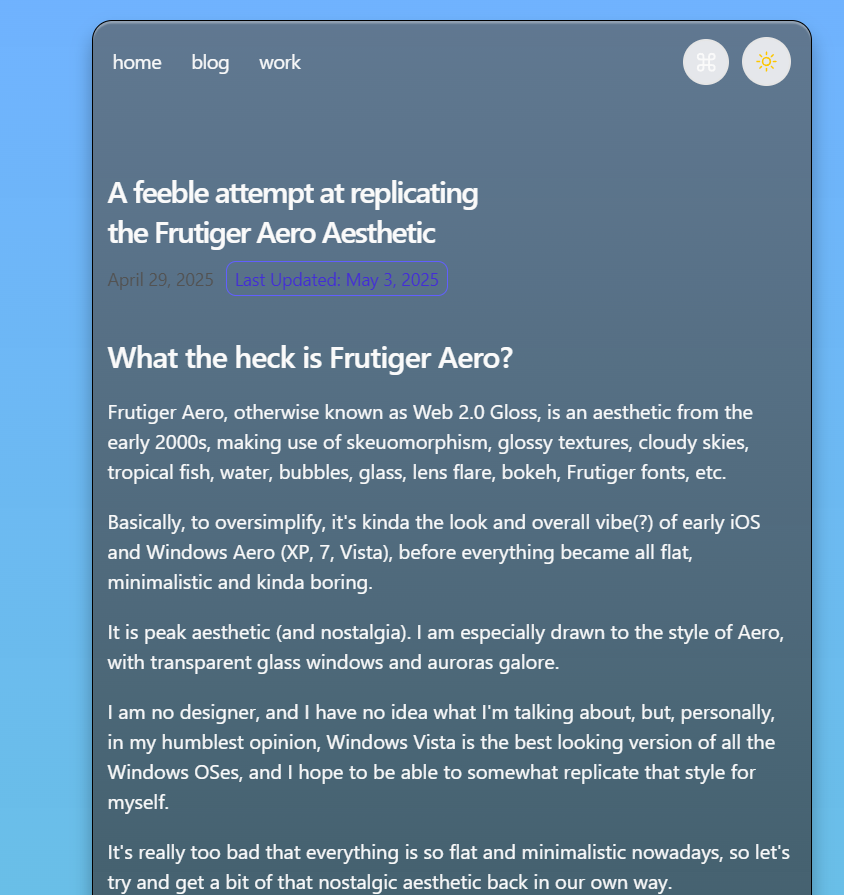 home blog work
A feeble attempt at replicating
the Frutiger Aero Aesthetic
April 29, 2025 Last Updated: May 3, 2025
What the heck is Frutiger Aero?
Frutiger Aero, otherwise known as Web 2.0 Gloss, is an aesthetic from the
early 2000s, making use of skeuomorphism, glossy textures, cloudy skies,
tropical fish, water, bubbles, glass, lens flare, bokeh, Frutiger fonts, etc.
Basically, to oversimplify, it's kinda the look and overall vibe(?) of early iOS
and Windows Aero (XP, 7, Vista), before everything became all flat,
minimalistic and kinda boring.
It is peak aesthetic (and nostalgia). I am especially drawn to the style of Aero,
with transparent glass windows and auroras galore.
I am no designer, and I have no idea what I'm talking about, but, personally,
in my humblest opinion, Windows Vista is the best looking version of all the
Windows OSes, and I hope to be able to somewhat replicate that style for
myself.
It's really too bad that everything is so flat and minimalistic nowadays, so let's
try and get a bit of that nostalgic aesthetic back in our own way.